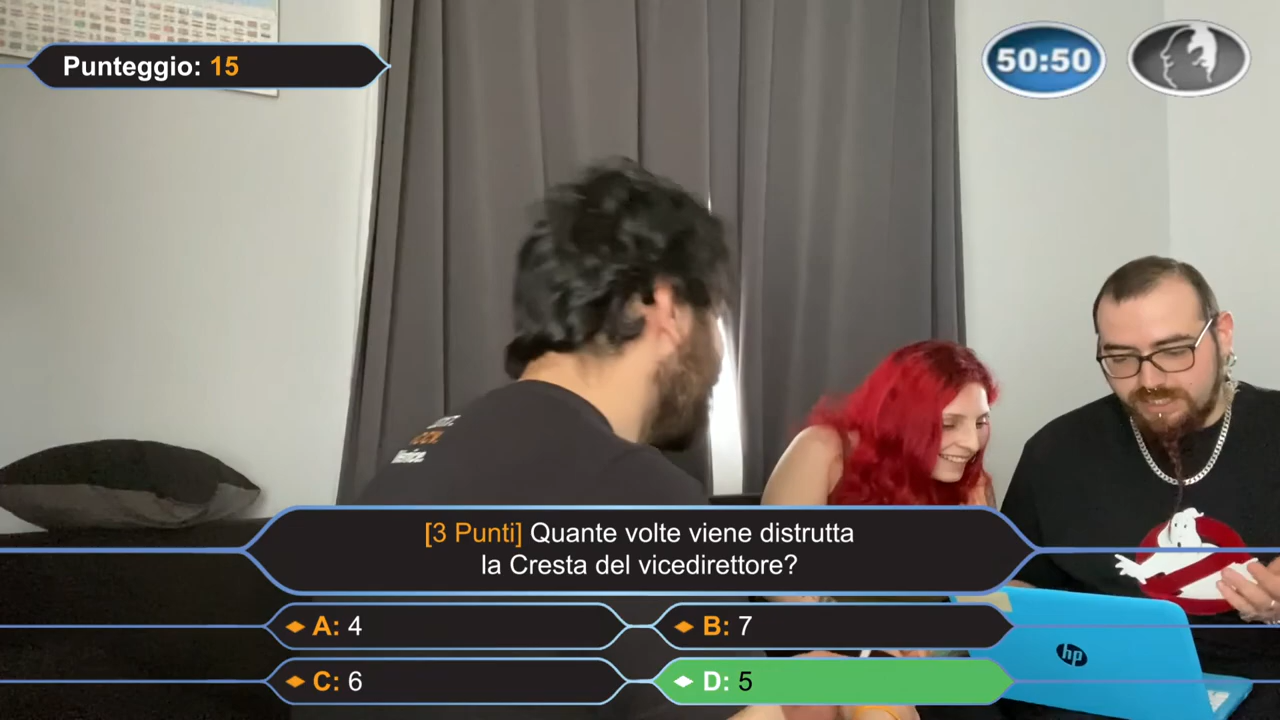 Punteggio: 15
50:50
[3 Punti] Quante volte viene distrutta
la Cresta del vicedirettore?
A: 4
B: 7
C: 6
D: 5
hp